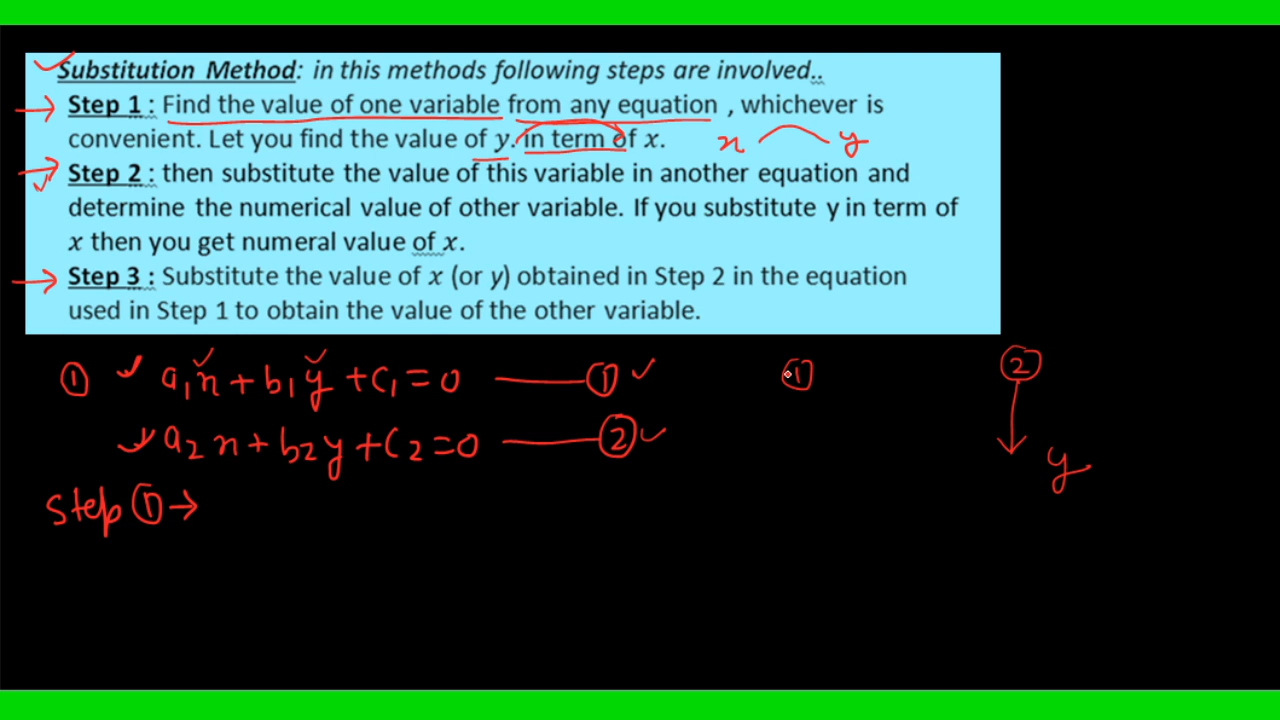 Substitution Method: in this methods following steps are involved..
Step 1 : Find the value of one variable from any equation , whichever is
convenient. Let you find the value of y. in term of x.
x y
Step 2 : then substitute the value of this variable in another equation and
determine the numerical value of other variable. If you substitute y in term of
x then you get numeral value of x.
Step 3 : Substitute the value of x (or y) obtained in Step 2 in the equation
used in Step 1 to obtain the value of the other variable.
① a₁x + b₁y + c₁ = 0 —— ①
① ②
a₂x + b₂y + c₂ = 0 —— ②
y
Step ① →